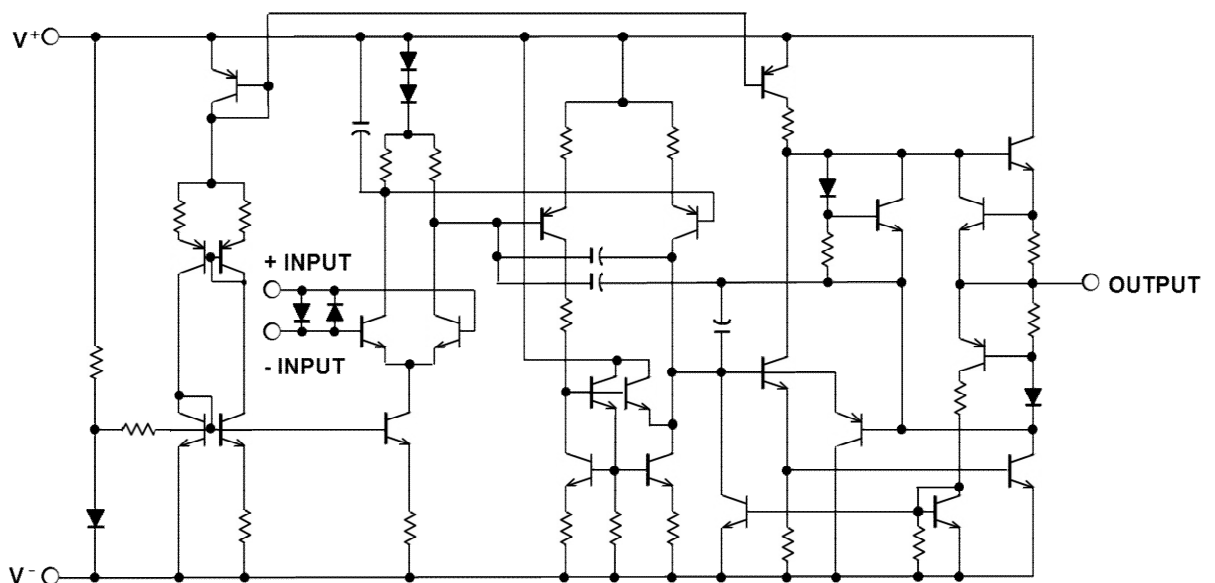 V+
+ INPUT
- INPUT
OUTPUT
V-